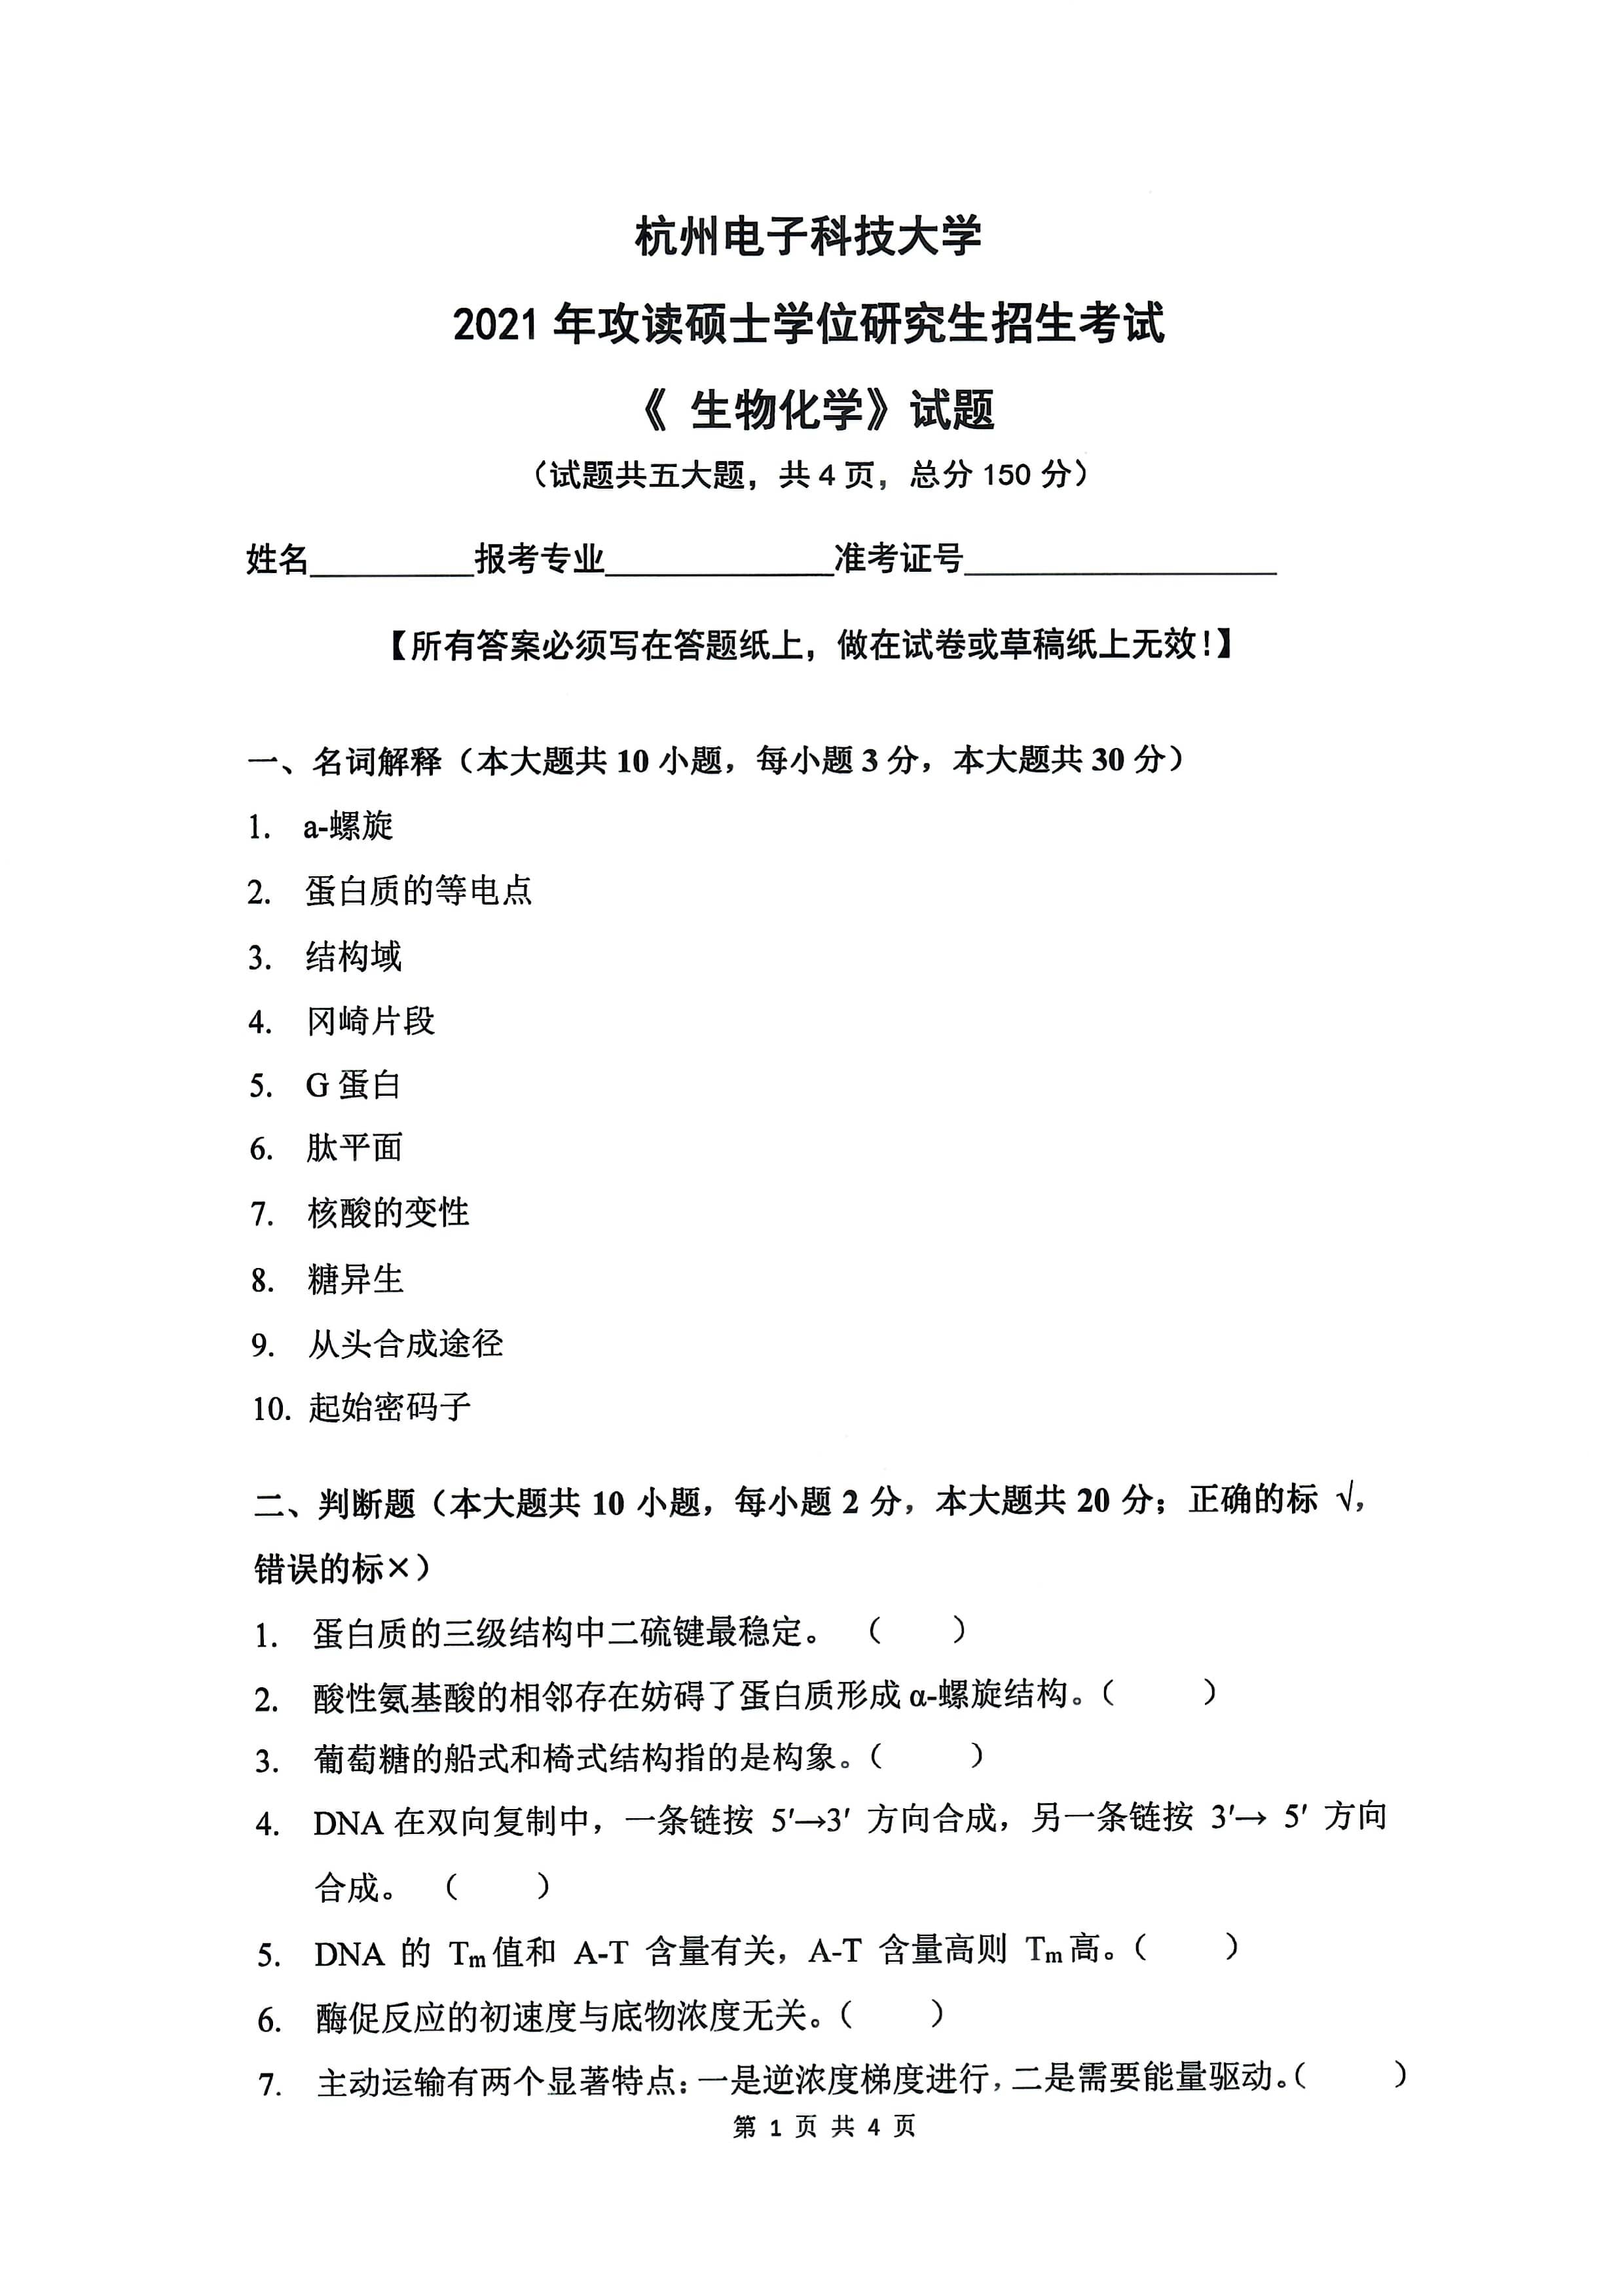 杭州电子科技大学
2021 年攻读硕士学位研究生招生考试
《 生物化学》试题
（试题共五大题，共 4 页，总分 150 分）
姓名__________报考专业______________准考证号___________________
【所有答案必须写在答题纸上，做在试卷或草稿纸上无效！】
一、名词解释（本大题共 10 小题，每小题 3 分，本大题共 30 分）
1. a-螺旋
2. 蛋白质的等电点
3. 结构域
4. 冈崎片段
5. G 蛋白
6. 肽平面
7. 核酸的变性
8. 糖异生
9. 从头合成途径
10. 起始密码子
二、判断题（本大题共 10 小题，每小题 2 分，本大题共 20 分；正确的标 √，
错误的标×）
1. 蛋白质的三级结构中二硫键最稳定。 （ ）
2. 酸性氨基酸的相邻存在妨碍了蛋白质形成 α-螺旋结构。（ ）
3. 葡萄糖的船式和椅式结构指的是构象。（ ）
4. DNA 在双向复制中，一条链按 5′→3′ 方向合成，另一条链按 3′→ 5′ 方向
合成。 （ ）
5. DNA 的 Tm值和 A-T 含量有关，A-T 含量高则 Tm高。（ ）
6. 酶促反应的初速度与底物浓度无关。（ ）
7. 主动运输有两个显著特点：一是逆浓度梯度进行，二是需要能量驱动。（ ）
第 1 页 共 4 页